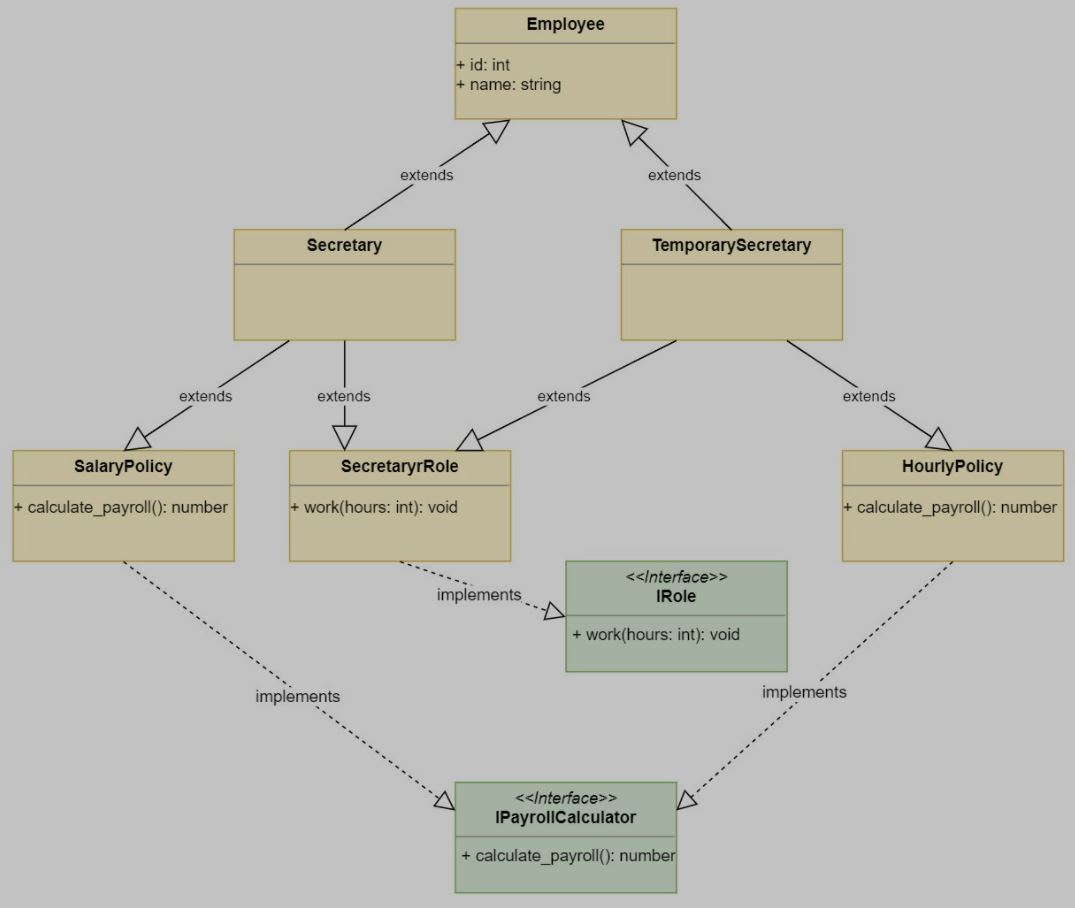 Employee
+ id: int
+ name: string
extends
extends
Secretary
TemporarySecretary
extends
extends
extends
extends
SalaryPolicy
+ calculate_payroll(): number
SecretaryrRole
+ work(hours: int): void
HourlyPolicy
+ calculate_payroll(): number
implements
<<Interface>>
IRole
+ work(hours: int): void
implements
implements
<<Interface>>
IPayrollCalculator
+ calculate_payroll(): number